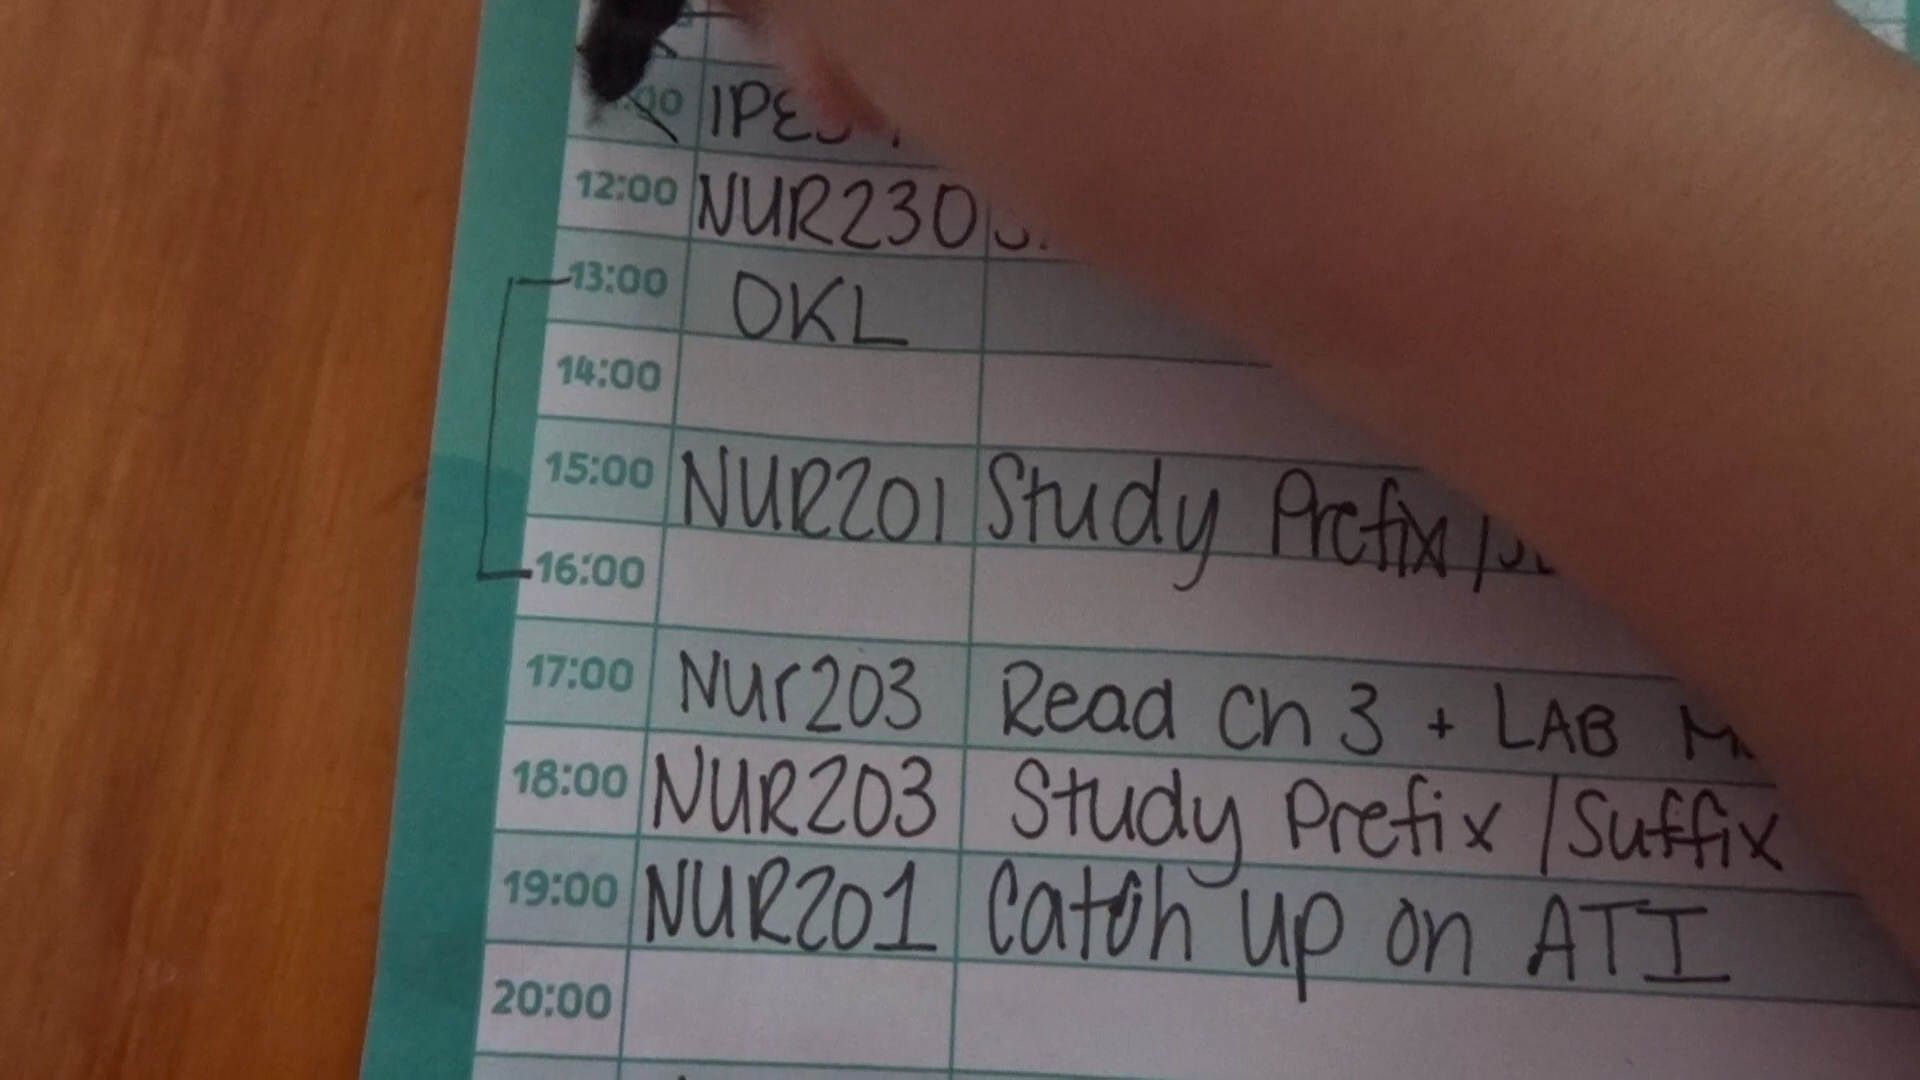 12:00 NUR230
13:00 OKL
14:00
15:00 NUR201 Study Prefix /
16:00
17:00 Nur203 Read Ch 3 + LAB
18:00 NUR203 Study Prefix /Suffix
19:00 NUR201 Catch up on ATI
20:00